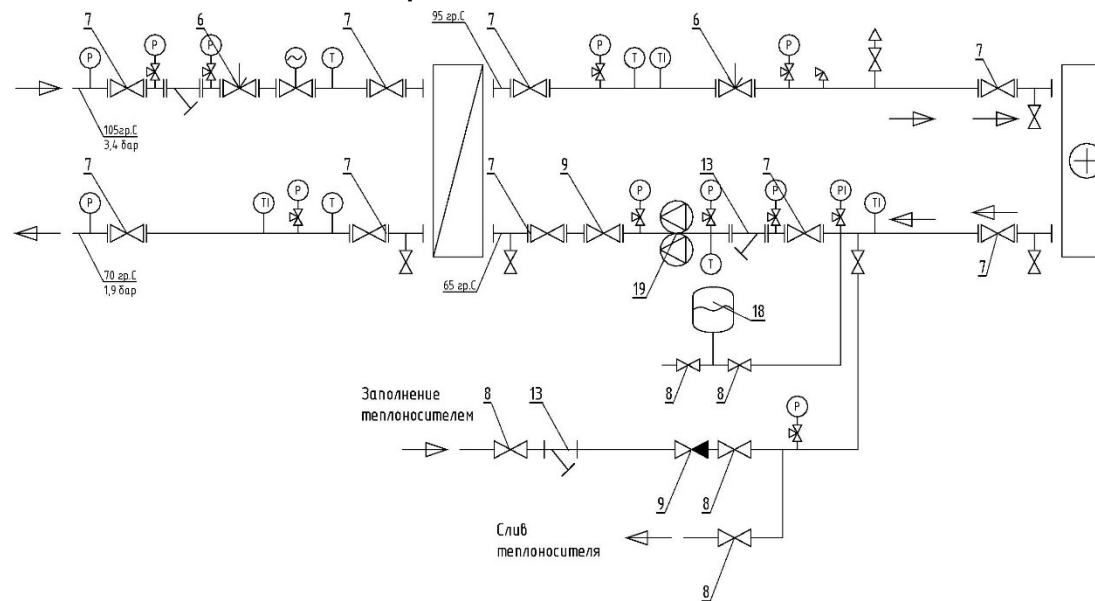 7
6
7
95 гр.С
7
6
7
P
P
P
T
P
T
TI
P
105гр.С
3,4 бар
7
7
7
9
13
7
P
TI
P
T
P
P
P
PI
TI
70 гр.С
1,9 бар
65 гр.С
19
T
7
18
8
8
Заполнение
теплоносителем
8
13
P
9
8
Слив
теплоносителя
8